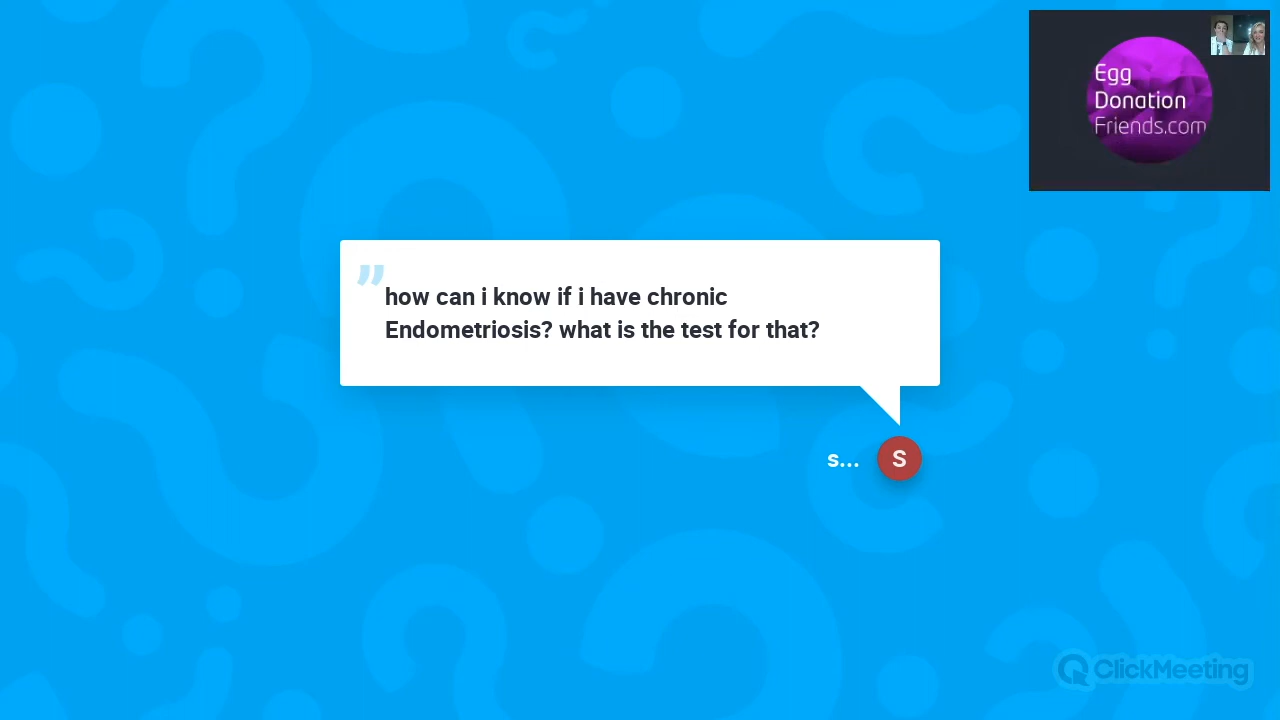 Egg
Donation
Friends.com
"
how can i know if i have chronic
Endometriosis? what is the test for that?
s...
S
ClickMeeting